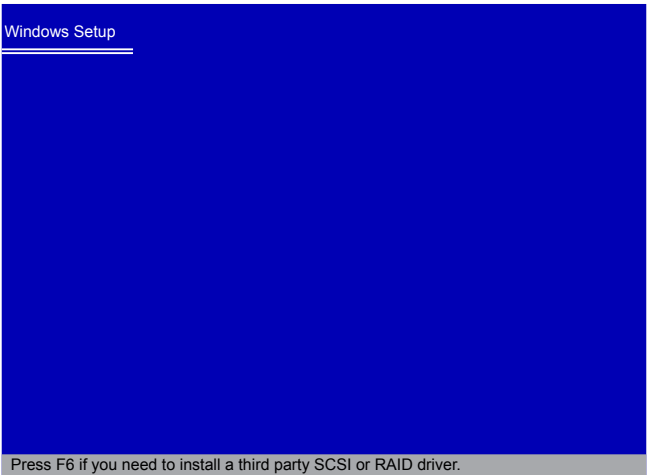 Windows Setup
Press F6 if you need to install a third party SCSI or RAID driver.